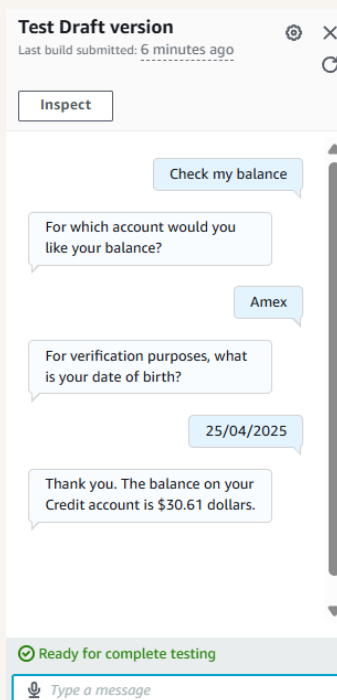 Test Draft version
Last build submitted: 6 minutes ago
Inspect
Check my balance
For which account would you
like your balance?
Amex
For verification purposes, what
is your date of birth?
25/04/2025
Thank you. The balance on your
Credit account is $30.61 dollars.
Ready for complete testing
Type a message